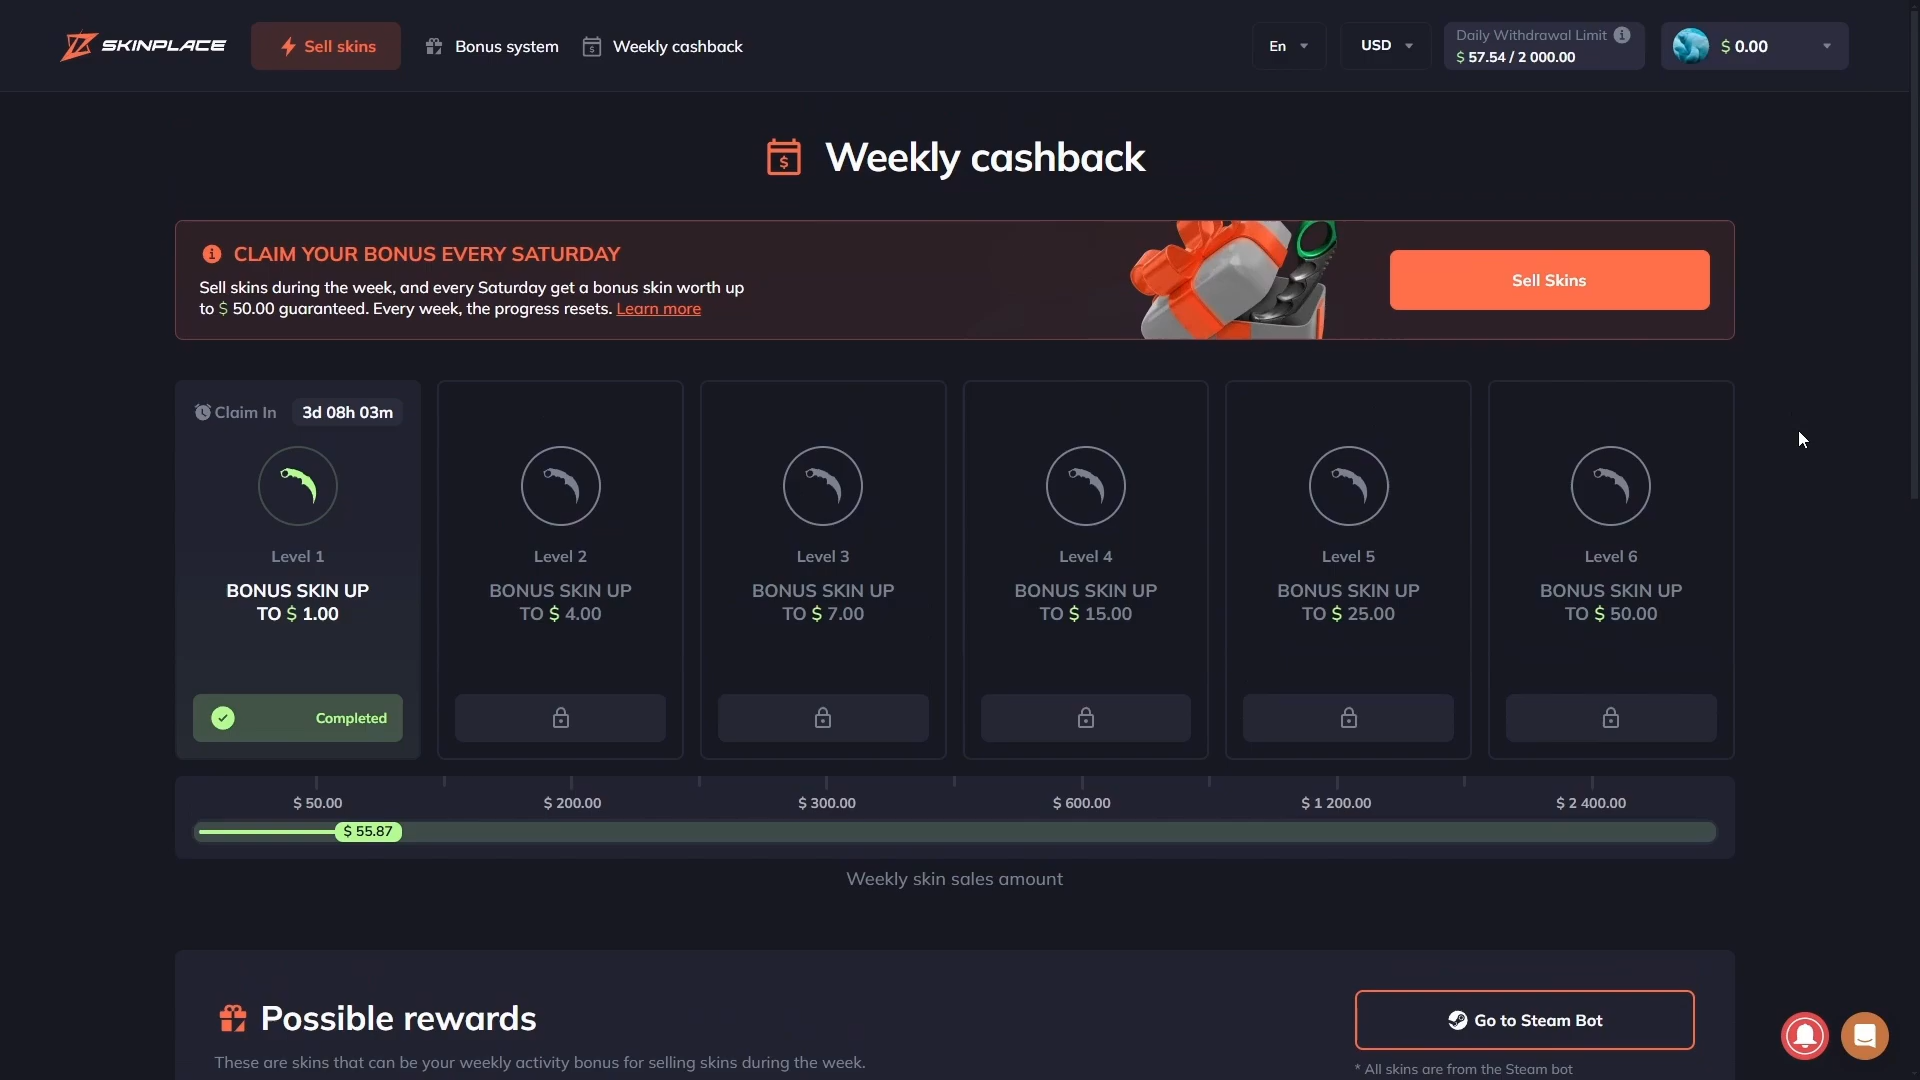 SKINPLACE
Sell skins
Bonus system
Weekly cashback
En
USD
Daily Withdrawal Limit
$ 57.54 / 2 000.00
$ 0.00
Weekly cashback
CLAIM YOUR BONUS EVERY SATURDAY
Sell skins during the week, and every Saturday get a bonus skin worth up
to $ 50.00 guaranteed. Every week, the progress resets. Learn more
Sell Skins
Claim In 3d 08h 03m
Level 1
BONUS SKIN UP
TO $ 1.00
Completed
Level 2
BONUS SKIN UP
TO $ 4.00
Level 3
BONUS SKIN UP
TO $ 7.00
Level 4
BONUS SKIN UP
TO $ 15.00
Level 5
BONUS SKIN UP
TO $ 25.00
Level 6
BONUS SKIN UP
TO $ 50.00
$ 50.00
$ 200.00
$ 300.00
$ 600.00
$ 1 200.00
$ 2 400.00
$ 55.87
Weekly skin sales amount
Possible rewards
These are skins that can be your weekly activity bonus for selling skins during the week.
Go to Steam Bot
* All skins are from the Steam bot